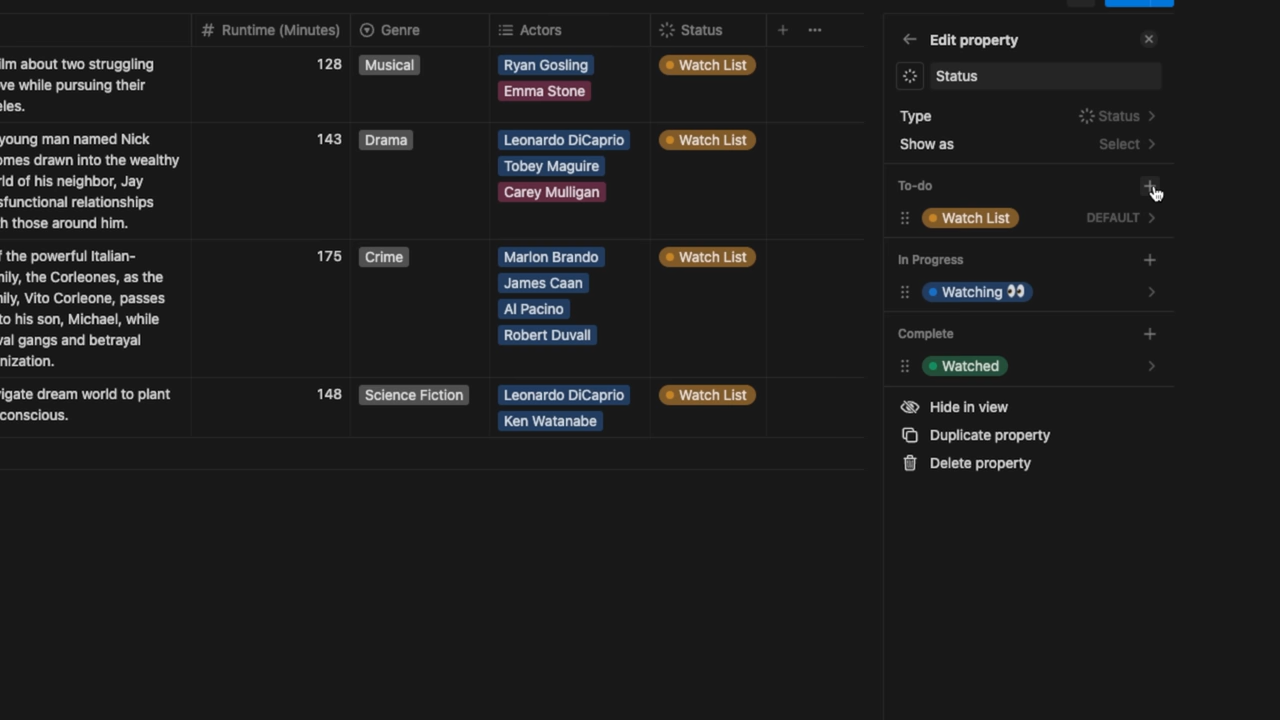 Runtime (Minutes) Genre Actors Status
ilm about two struggling
ve while pursuing their
eles.
128 Musical Ryan Gosling Watch List
Emma Stone
young man named Nick
omes drawn into the wealthy
rld of his neighbor, Jay
sfunctional relationships
h those around him.
143 Drama Leonardo DiCaprio Watch List
Tobey Maguire
Carey Mulligan
f the powerful Italian-
nily, the Corleones, as the
nily, Vito Corleone, passes
to his son, Michael, while
val gangs and betrayal
nization.
175 Crime Marlon Brando Watch List
James Caan
Al Pacino
Robert Duvall
vigate dream world to plant
conscious.
148 Science Fiction Leonardo DiCaprio Watch List
Ken Watanabe
Edit property
Status
Type Status
Show as Select
To-do
Watch List DEFAULT
In Progress
Watching 👀
Complete
Watched
Hide in view
Duplicate property
Delete property